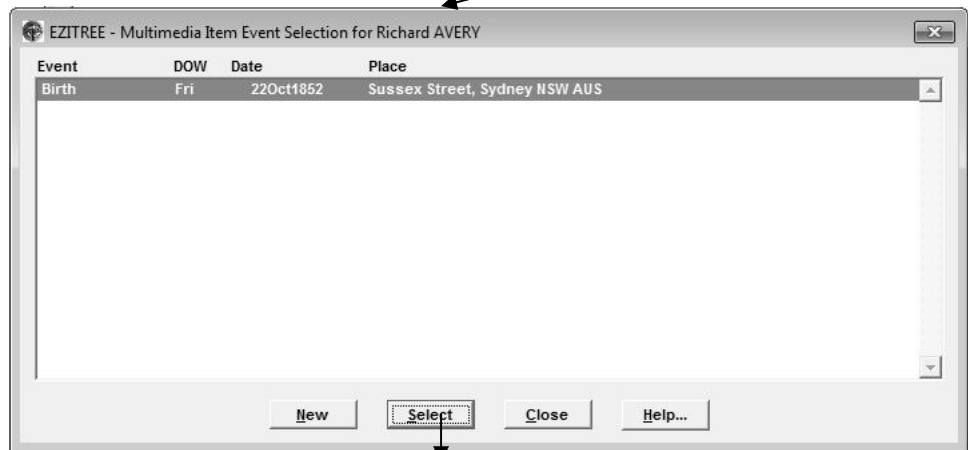 EZITREE - Multimedia Item Event Selection for Richard AVERY
Event DOW Date Place
Birth Fri 22Oct1852 Sussex Street, Sydney NSW AUS
New Select Close Help...